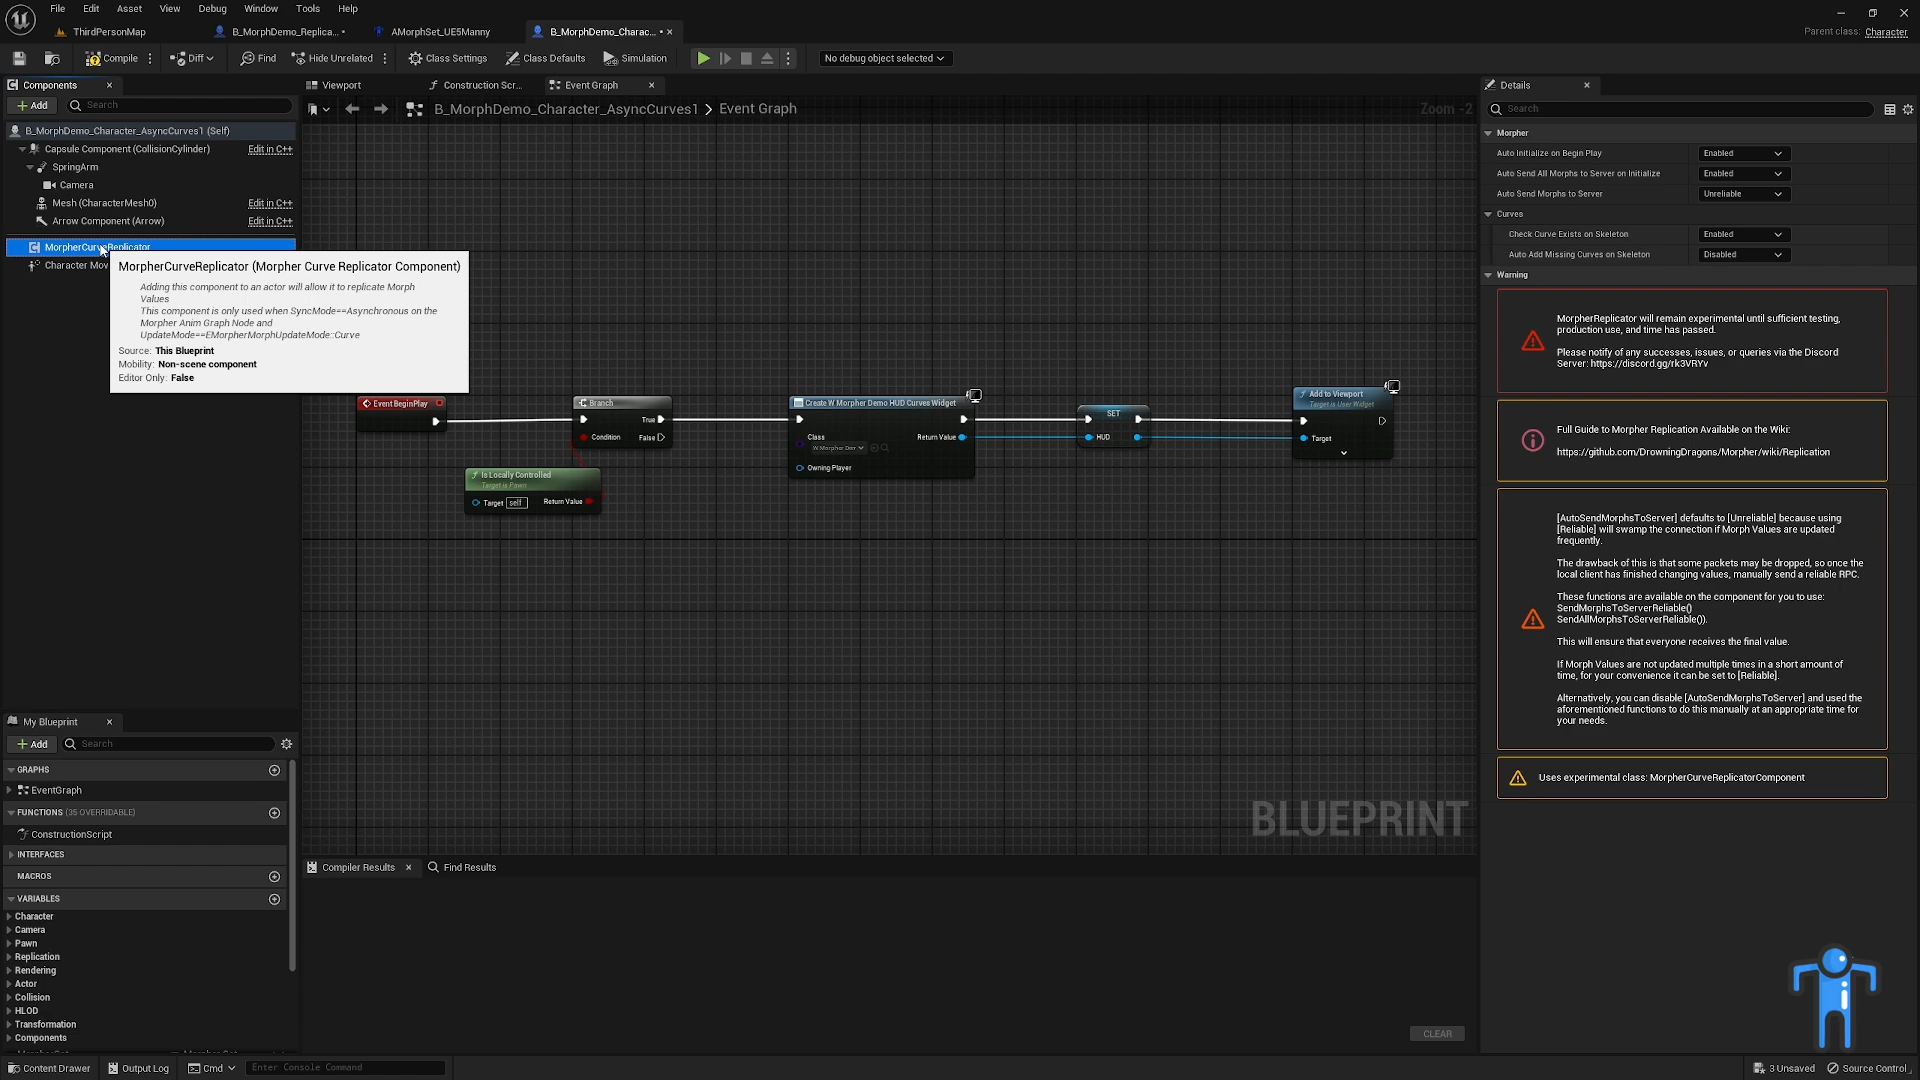 File Edit Asset View Debug Window Tools Help
ThirdPersonMap
B_MorphDemo_Replica...
AMorphSet_UE5Manny
B_MorphDemo_Charac...
Parent class: Character
Compile
Diff
Find
Hide Unrelated
Class Settings
Class Defaults
Simulation
No debug object selected
Components
Add
Search
B_MorphDemo_Character_AsyncCurves1 (Self)
Capsule Component (CollisionCylinder) Edit in C++
SpringArm
Camera
Mesh (CharacterMesh0) Edit in C++
Arrow Component (Arrow) Edit in C++
MorpherCurveReplicator
Character Mov
MorpherCurveReplicator (Morpher Curve Replicator Component)
Adding this component to an actor will allow it to replicate Morph
Values
This component is only used when SyncMode==Asynchronous on the
Morpher Anim Graph Node and
UpdateMode==EMorpherMorphUpdateMode::Curve
Source: This Blueprint
Mobility: Non-scene component
Editor Only: False
Viewport
Construction Scr...
Event Graph
B_MorphDemo_Character_AsyncCurves1 > Event Graph
Zoom -2
Event BeginPlay
Branch
True
Condition False
Is Locally Controlled
Target is Pawn
Target self Return Value
Create W Morpher Demo HUD Curves Widget
Class
W Morpher Dem
Return Value
Owning Player
SET
HUD
Add to Viewport
Target is User Widget
Target
BLUEPRINT
Compiler Results
Find Results
CLEAR
My Blueprint
Add
Search
GRAPHS
EventGraph
FUNCTIONS (35 OVERRIDABLE)
ConstructionScript
INTERFACES
MACROS
VARIABLES
Character
Camera
Pawn
Replication
Rendering
Actor
Collision
HLOD
Transformation
Components
Details
Search
Morpher
Auto Initialize on Begin Play Enabled
Auto Send All Morphs to Server on Initialize Enabled
Auto Send Morphs to Server Unreliable
Curves
Check Curve Exists on Skeleton Enabled
Auto Add Missing Curves on Skeleton Disabled
Warning
MorpherReplicator will remain experimental until sufficient testing,
production use, and time has passed.
Please notify of any successes, issues, or queries via the Discord
Server: https://discord.gg/rk3VRYv
Full Guide to Morpher Replication Available on the Wiki:
https://github.com/DrowningDragons/Morpher/wiki/Replication
[AutoSendMorphsToServer] defaults to [Unreliable] because using
[Reliable] will swamp the connection if Morph Values are updated
frequently.
The drawback of this is that some packets may be dropped, so once the
local client has finished changing values, manually send a reliable RPC.
These functions are available on the component for you to use:
SendMorphsToServerReliable()
SendAllMorphsToServerReliable()).
This will ensure that everyone receives the final value.
If Morph Values are not updated multiple times in a short amount of
time, for your convenience it can be set to [Reliable].
Alternatively, you can disable [AutoSendMorphsToServer] and used the
aforementioned functions to do this manually at an appropriate time for
your needs.
Uses experimental class: MorpherCurveReplicatorComponent
Content Drawer
Output Log
Cmd
Enter Console Command
3 Unsaved
Source Control